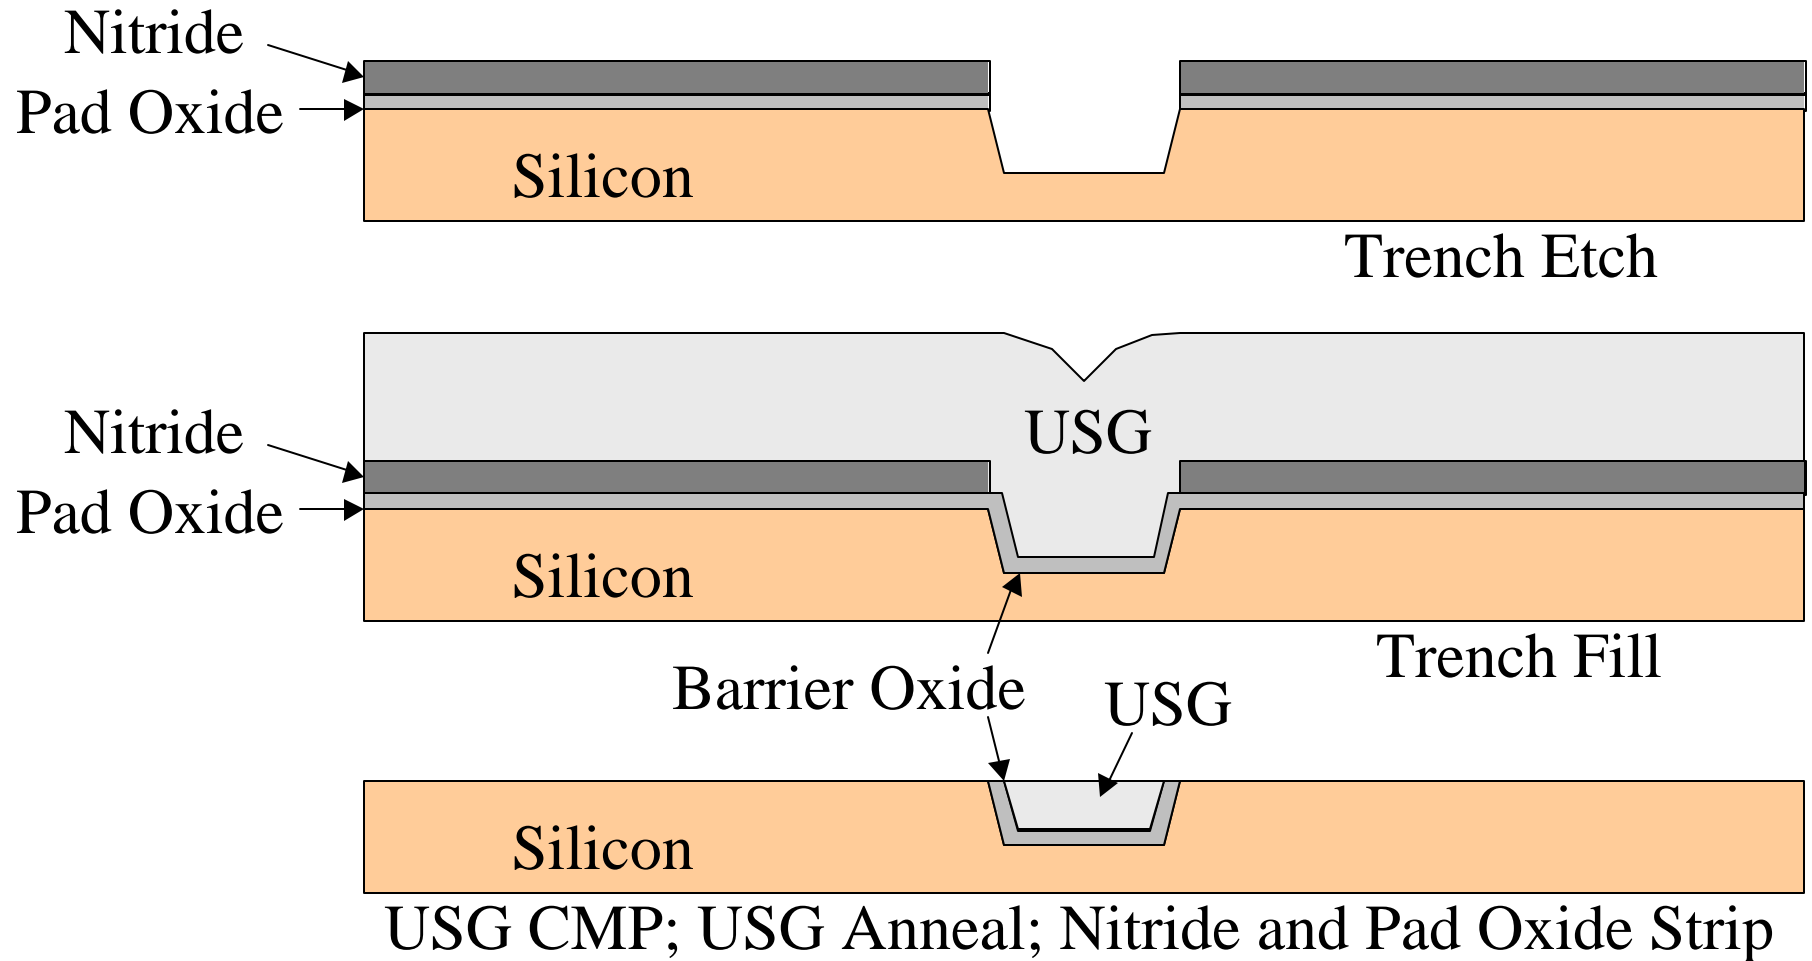 Nitride
Pad Oxide
Silicon
Trench Etch
Nitride
USG
Pad Oxide
Silicon
Trench Fill
Barrier Oxide
USG
Silicon
USG CMP; USG Anneal; Nitride and Pad Oxide Strip